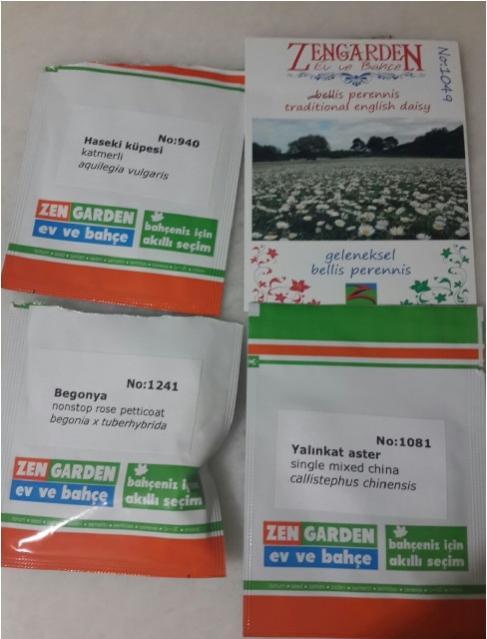 No:940
Haseki küpesi
katmerli
aquilegia vulgaris
ZEN GARDEN
ev ve bahçe
bahçeniz için
akıllı seçim
ZENGARDEN
Ev ve Bahçe
No:1049
bellis perennis
traditional english daisy
geleneksel
bellis perennis
No:1241
Begonya
nonstop rose petticoat
begonia x tuberhybrida
ZEN GARDEN
ev ve bahçe
bahçeniz için
akıllı seçim
No:1081
Yalınkat aster
single mixed china
callistephus chinensis
ZEN GARDEN
ev ve bahçe
bahçeniz için
akıllı seçim